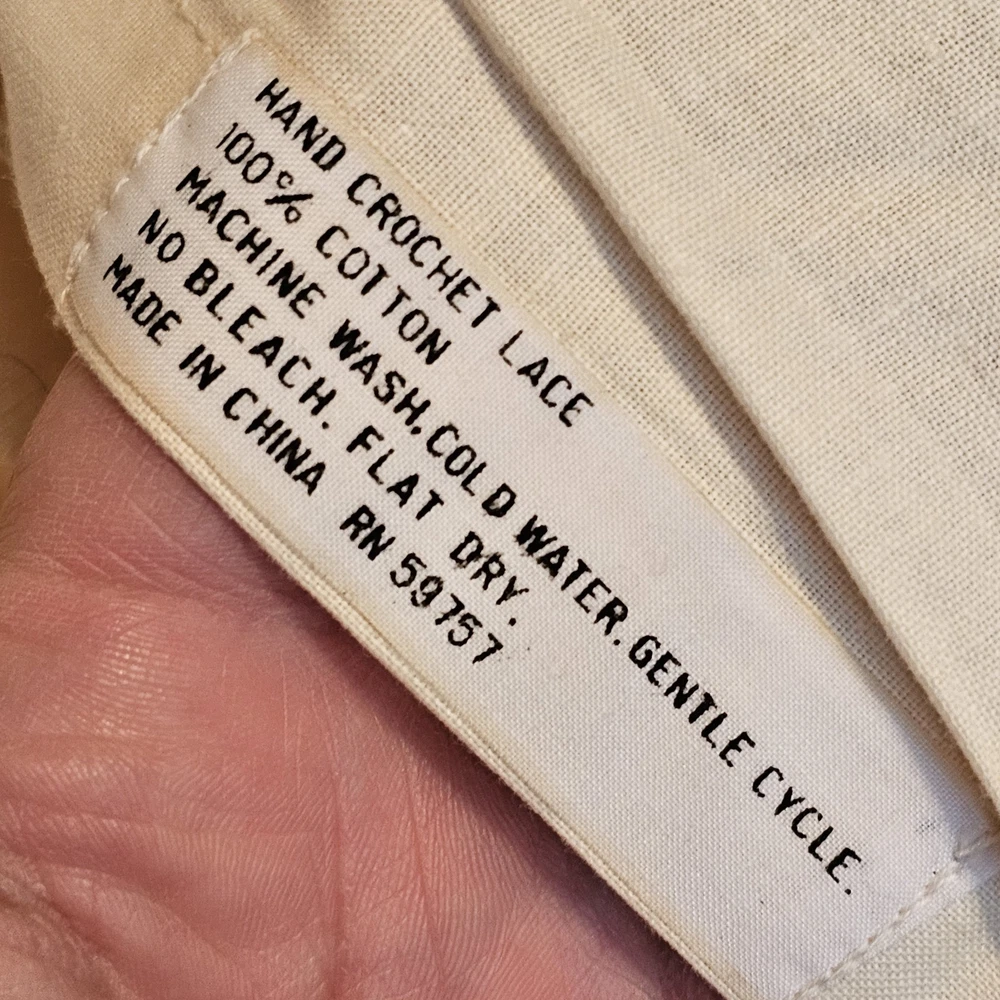 HAND CROCHET LACE
100% COTTON
MACHINE WASH, COLD WATER. GENTLE CYCLE.
NO BLEACH. FLAT DRY.
MADE IN CHINA RN 59757